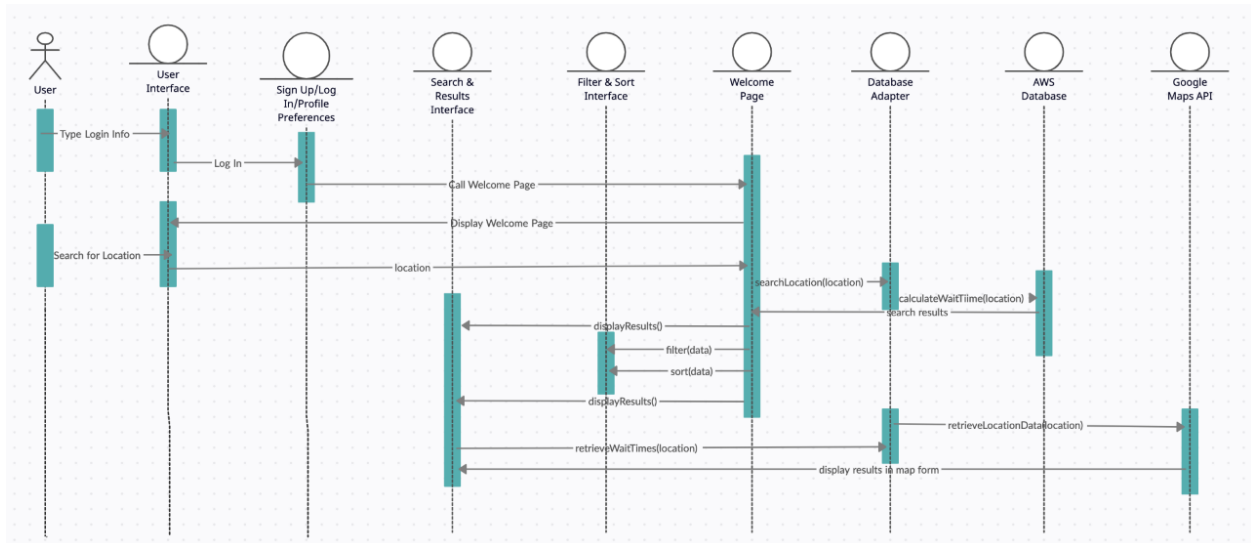 User
User
Interface
Sign Up/Log
In/Profile
Preferences
Search &
Results
Interface
Filter & Sort
Interface
Welcome
Page
Database
Adapter
AWS
Database
Google
Maps API
Type Login Info
Log In
Call Welcome Page
Display Welcome Page
Search for Location
location
searchLocation(location)
calculateWaitTiime(location)
search results
displayResults()
filter(data)
sort(data)
displayResults()
retrieveLocationData(location)
retrieveWaitTimes(location)
display results in map form